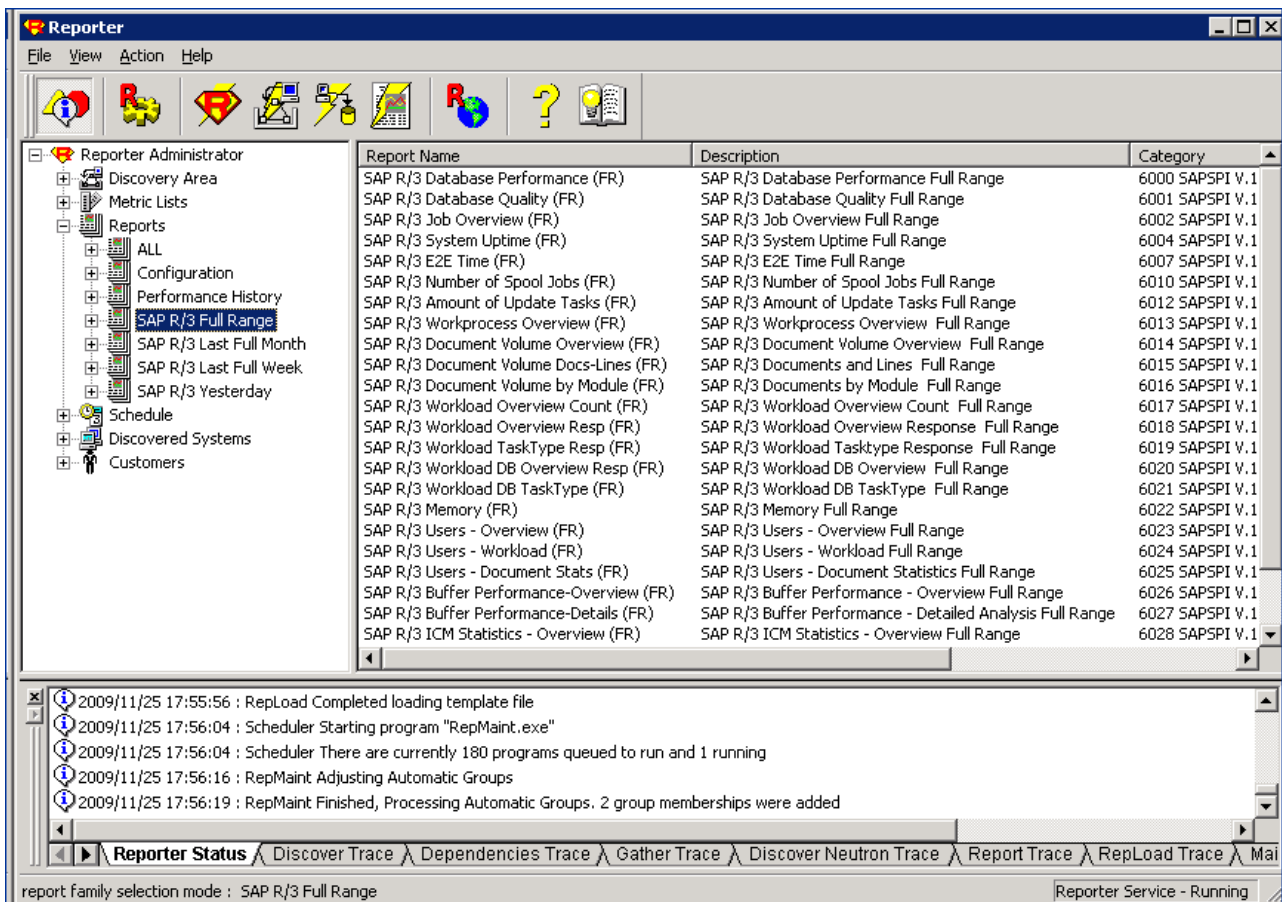 Reporter
File View Action Help
Reporter Administrator
Discovery Area
Metric Lists
Reports
ALL
Configuration
Performance History
SAP R/3 Full Range
SAP R/3 Last Full Month
SAP R/3 Last Full Week
SAP R/3 Yesterday
Schedule
Discovered Systems
Customers
Report Name Description Category
SAP R/3 Database Performance (FR) SAP R/3 Database Performance Full Range 6000 SAPSPI V.1
SAP R/3 Database Quality (FR) SAP R/3 Database Quality Full Range 6001 SAPSPI V.1
SAP R/3 Job Overview (FR) SAP R/3 Job Overview Full Range 6002 SAPSPI V.1
SAP R/3 System Uptime (FR) SAP R/3 System Uptime Full Range 6004 SAPSPI V.1
SAP R/3 E2E Time (FR) SAP R/3 E2E Time Full Range 6007 SAPSPI V.1
SAP R/3 Number of Spool Jobs (FR) SAP R/3 Number of Spool Jobs Full Range 6010 SAPSPI V.1
SAP R/3 Amount of Update Tasks (FR) SAP R/3 Amount of Update Tasks Full Range 6012 SAPSPI V.1
SAP R/3 Workprocess Overview (FR) SAP R/3 Workprocess Overview Full Range 6013 SAPSPI V.1
SAP R/3 Document Volume Overview (FR) SAP R/3 Document Volume Overview Full Range 6014 SAPSPI V.1
SAP R/3 Document Volume Docs-Lines (FR) SAP R/3 Documents and Lines Full Range 6015 SAPSPI V.1
SAP R/3 Document Volume by Module (FR) SAP R/3 Documents by Module Full Range 6016 SAPSPI V.1
SAP R/3 Workload Overview Count (FR) SAP R/3 Workload Overview Count Full Range 6017 SAPSPI V.1
SAP R/3 Workload Overview Resp (FR) SAP R/3 Workload Overview Response Full Range 6018 SAPSPI V.1
SAP R/3 Workload TaskType Resp (FR) SAP R/3 Workload Tasktype Response Full Range 6019 SAPSPI V.1
SAP R/3 Workload DB Overview Resp (FR) SAP R/3 Workload DB Overview Full Range 6020 SAPSPI V.1
SAP R/3 Workload DB TaskType (FR) SAP R/3 Workload DB TaskType Full Range 6021 SAPSPI V.1
SAP R/3 Memory (FR) SAP R/3 Memory Full Range 6022 SAPSPI V.1
SAP R/3 Users - Overview (FR) SAP R/3 Users - Overview Full Range 6023 SAPSPI V.1
SAP R/3 Users - Workload (FR) SAP R/3 Users - Workload Full Range 6024 SAPSPI V.1
SAP R/3 Users - Document Stats (FR) SAP R/3 Users - Document Statistics Full Range 6025 SAPSPI V.1
SAP R/3 Buffer Performance-Overview (FR) SAP R/3 Buffer Performance - Overview Full Range 6026 SAPSPI V.1
SAP R/3 Buffer Performance-Details (FR) SAP R/3 Buffer Performance - Detailed Analysis Full Range 6027 SAPSPI V.1
SAP R/3 ICM Statistics - Overview (FR) SAP R/3 ICM Statistics - Overview Full Range 6028 SAPSPI V.1
2009/11/25 17:55:56 : RepLoad Completed loading template file
2009/11/25 17:56:04 : Scheduler Starting program "RepMaint.exe"
2009/11/25 17:56:04 : Scheduler There are currently 180 programs queued to run and 1 running
2009/11/25 17:56:16 : RepMaint Adjusting Automatic Groups
2009/11/25 17:56:19 : RepMaint Finished, Processing Automatic Groups. 2 group memberships were added
Reporter Status Discover Trace Dependencies Trace Gather Trace Discover Neutron Trace Report Trace RepLoad Trace Mai
report family selection mode : SAP R/3 Full Range Reporter Service - Running